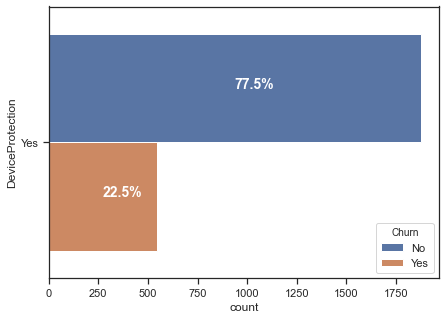 77.5%
DeviceProtection
Yes
22.5%
Churn
No
Yes
0 250 500 750 1000 1250 1500 1750
count